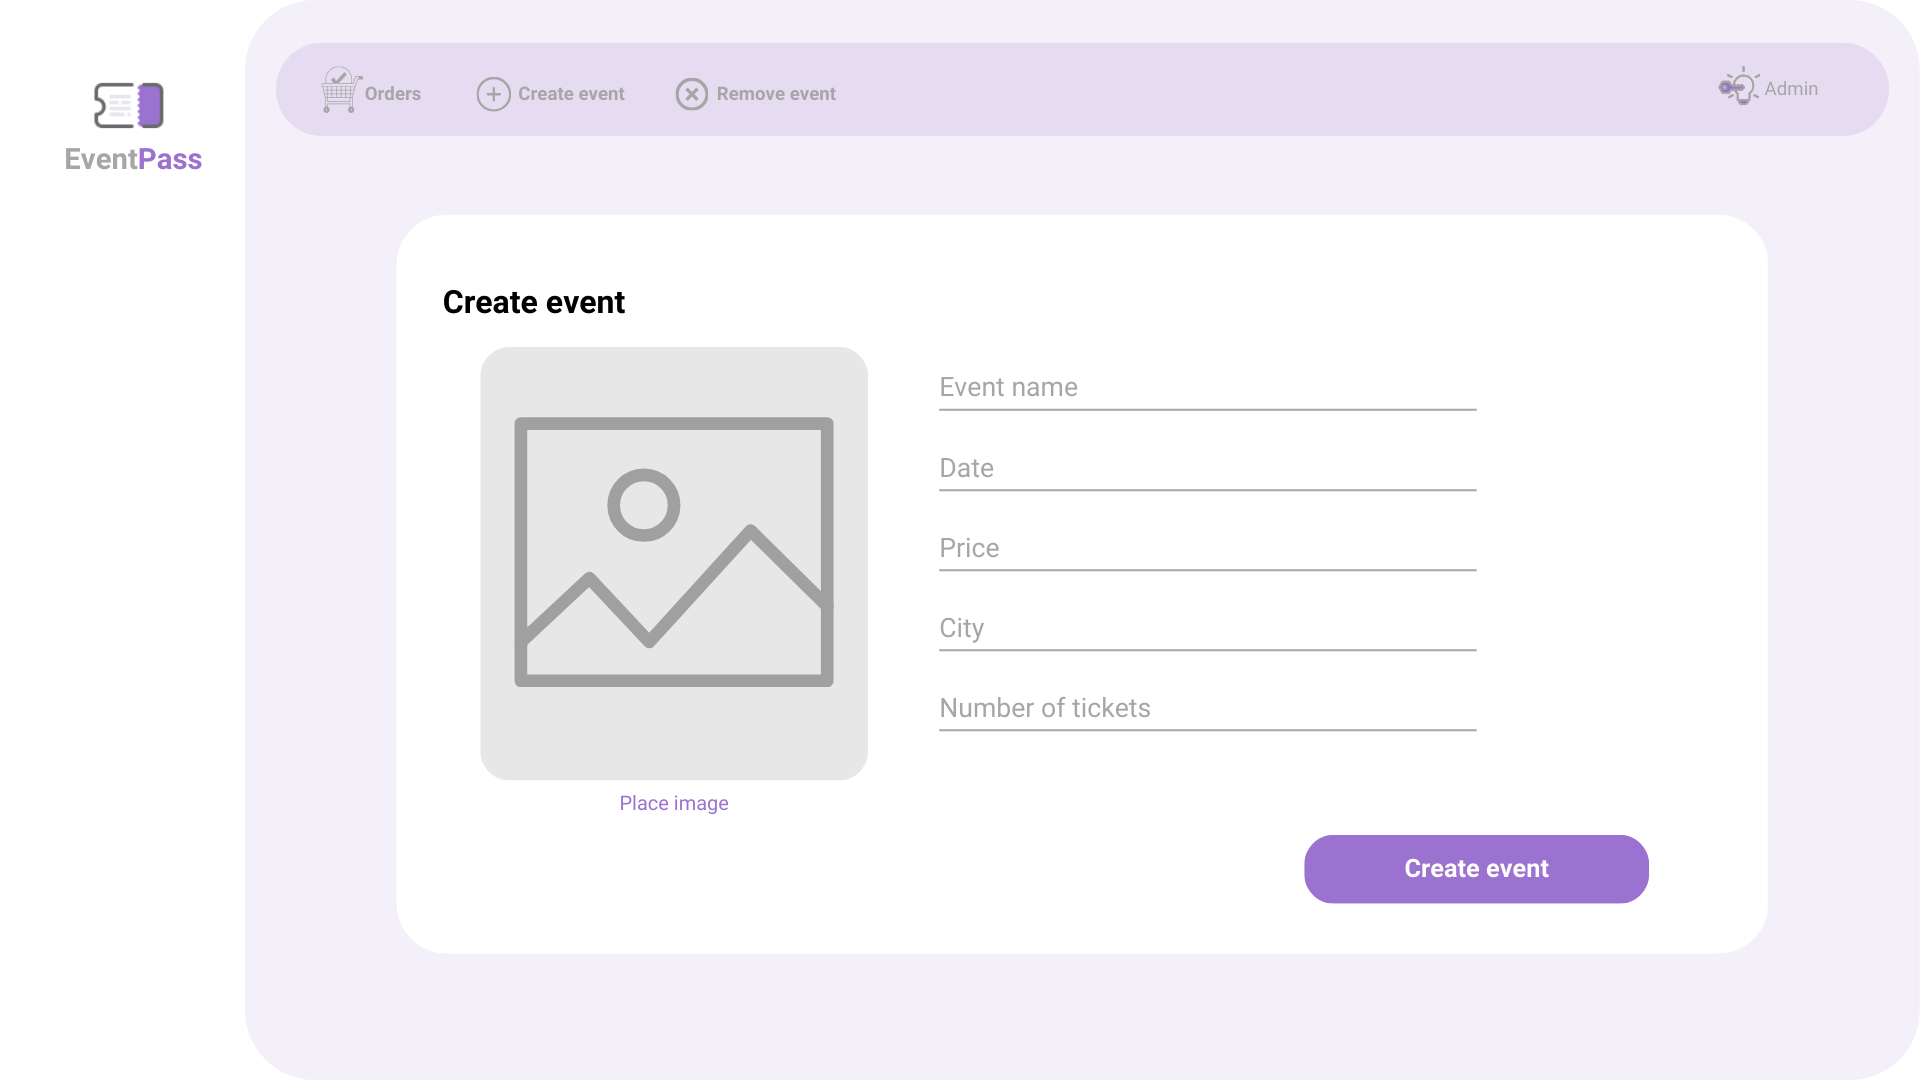 EventPass
Orders
Create event
Remove event
Admin
Create event
Event name
Date
Price
City
Number of tickets
Place image
Create event